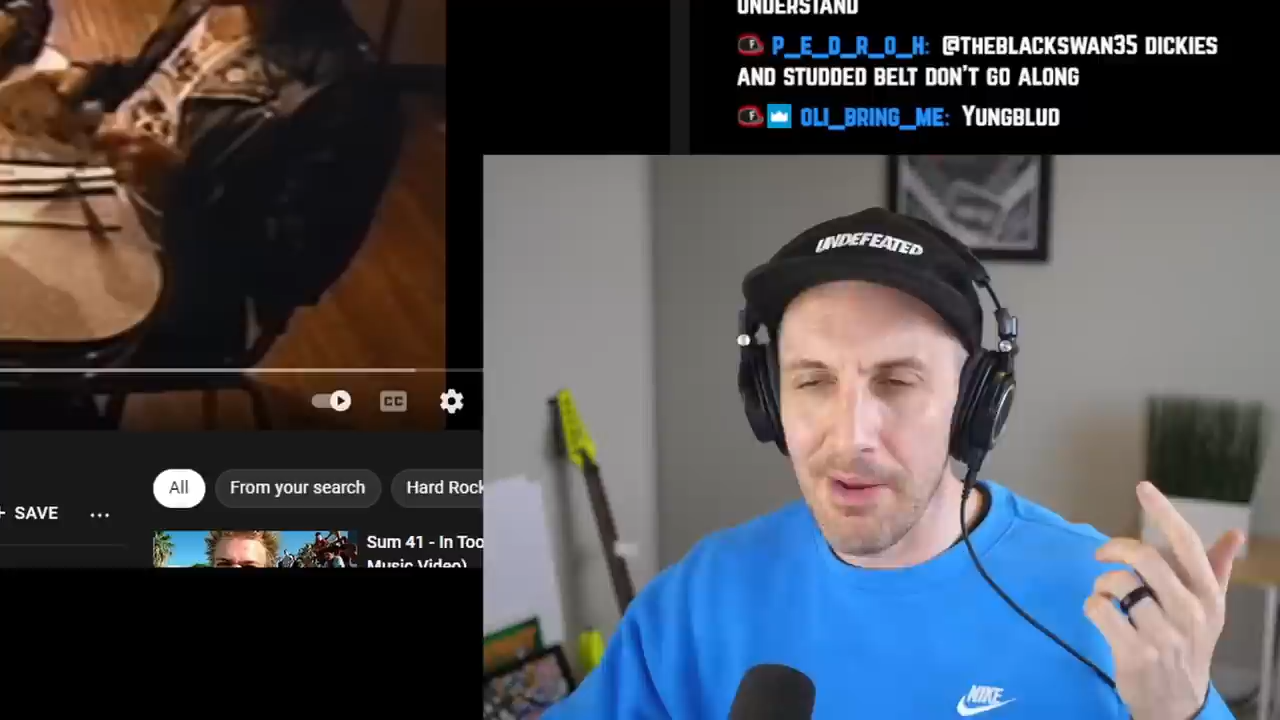 UNDERSTAND
P_E_D_R_O_H: @THEBLACKSWAN35 DICKIES
AND STUDDED BELT DON'T GO ALONG
OLI_BRING_ME: YUNGBLUD
UNDEFEATED
CC
All
From your search
Hard Rock
+ SAVE
Sum 41 - In Too
Music Video)
NIKE